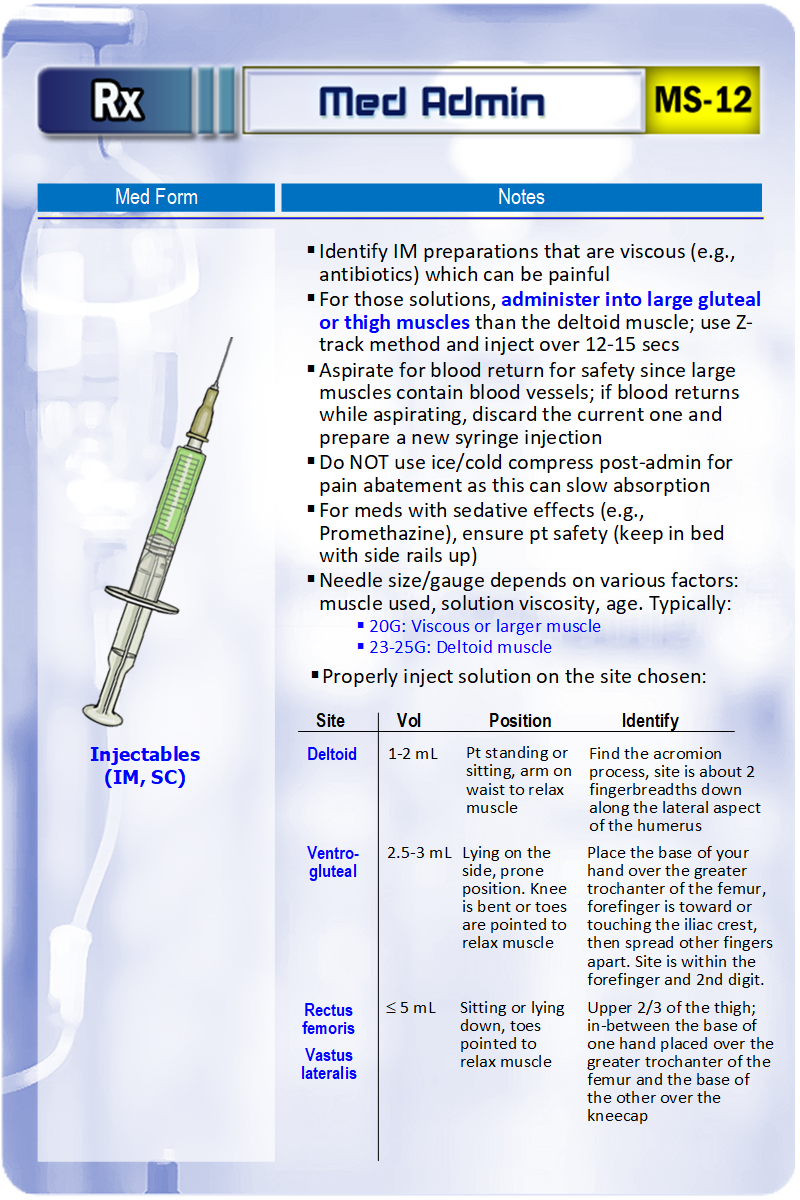 Rx
Med Admin
MS-12
Med Form
Notes
▪ Identify IM preparations that are viscous (e.g.,
antibiotics) which can be painful
▪ For those solutions, administer into large gluteal
or thigh muscles than the deltoid muscle; use Z-
track method and inject over 12-15 secs
▪ Aspirate for blood return for safety since large
muscles contain blood vessels; if blood returns
while aspirating, discard the current one and
prepare a new syringe injection
▪ Do NOT use ice/cold compress post-admin for
pain abatement as this can slow absorption
▪ For meds with sedative effects (e.g.,
Promethazine), ensure pt safety (keep in bed
with side rails up)
▪ Needle size/gauge depends on various factors:
muscle used, solution viscosity, age. Typically:
▪ 20G: Viscous or larger muscle
▪ 23-25G: Deltoid muscle
▪ Properly inject solution on the site chosen:
Injectables
(IM, SC)
Site Vol Position Identify
Deltoid
1-2 mL
Pt standing or
sitting, arm on
waist to relax
muscle
Find the acromion
process, site is about 2
fingerbreadths down
along the lateral aspect
of the humerus
Ventro-
gluteal
2.5-3 mL
Lying on the
side, prone
position. Knee
is bent or toes
are pointed to
relax muscle
Place the base of your
hand over the greater
trochanter of the femur,
forefinger is toward or
touching the iliac crest,
then spread other fingers
apart. Site is within the
forefinger and 2nd digit.
Rectus
femoris
Vastus
lateralis
≤ 5 mL
Sitting or lying
down, toes
pointed to
relax muscle
Upper 2/3 of the thigh;
in-between the base of
one hand placed over the
greater trochanter of the
femur and the base of
the other over the
kneecap